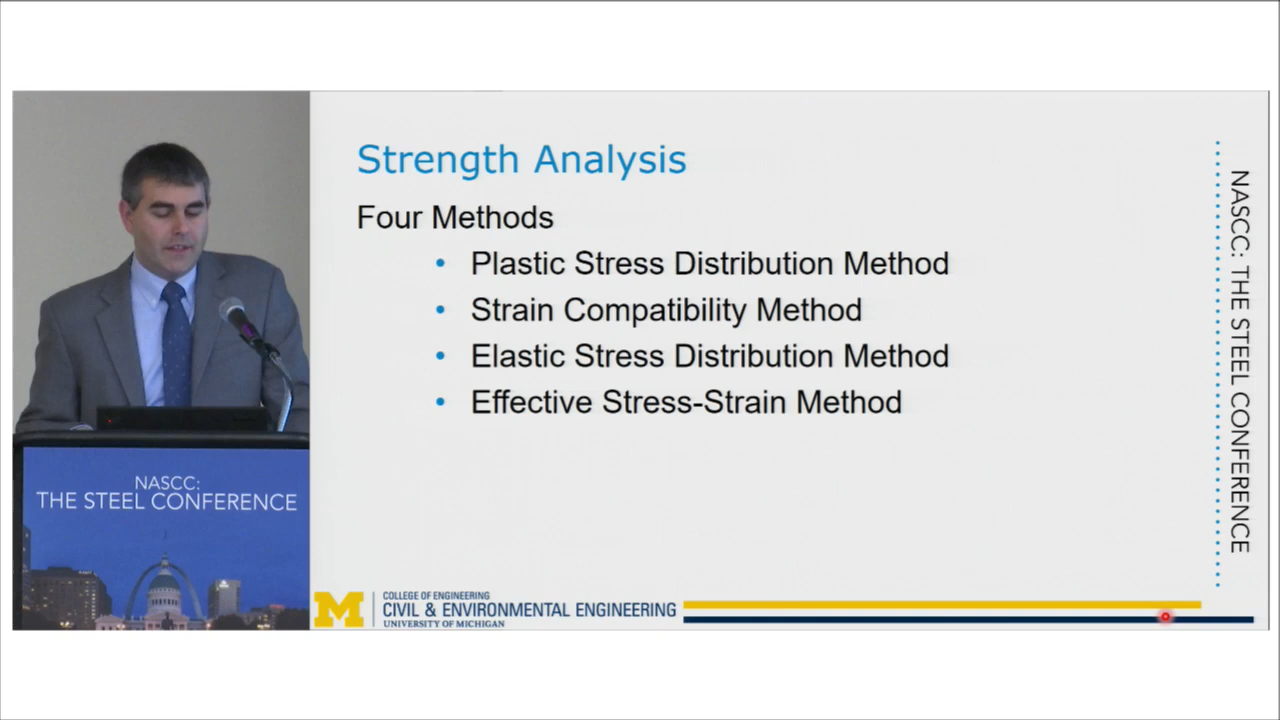 Strength Analysis
Four Methods
• Plastic Stress Distribution Method
• Strain Compatibility Method
• Elastic Stress Distribution Method
• Effective Stress-Strain Method
NASCC: THE STEEL CONFERENCE
NASCC:
THE STEEL CONFERENCE
M
COLLEGE OF ENGINEERING
CIVIL & ENVIRONMENTAL ENGINEERING
UNIVERSITY OF MICHIGAN